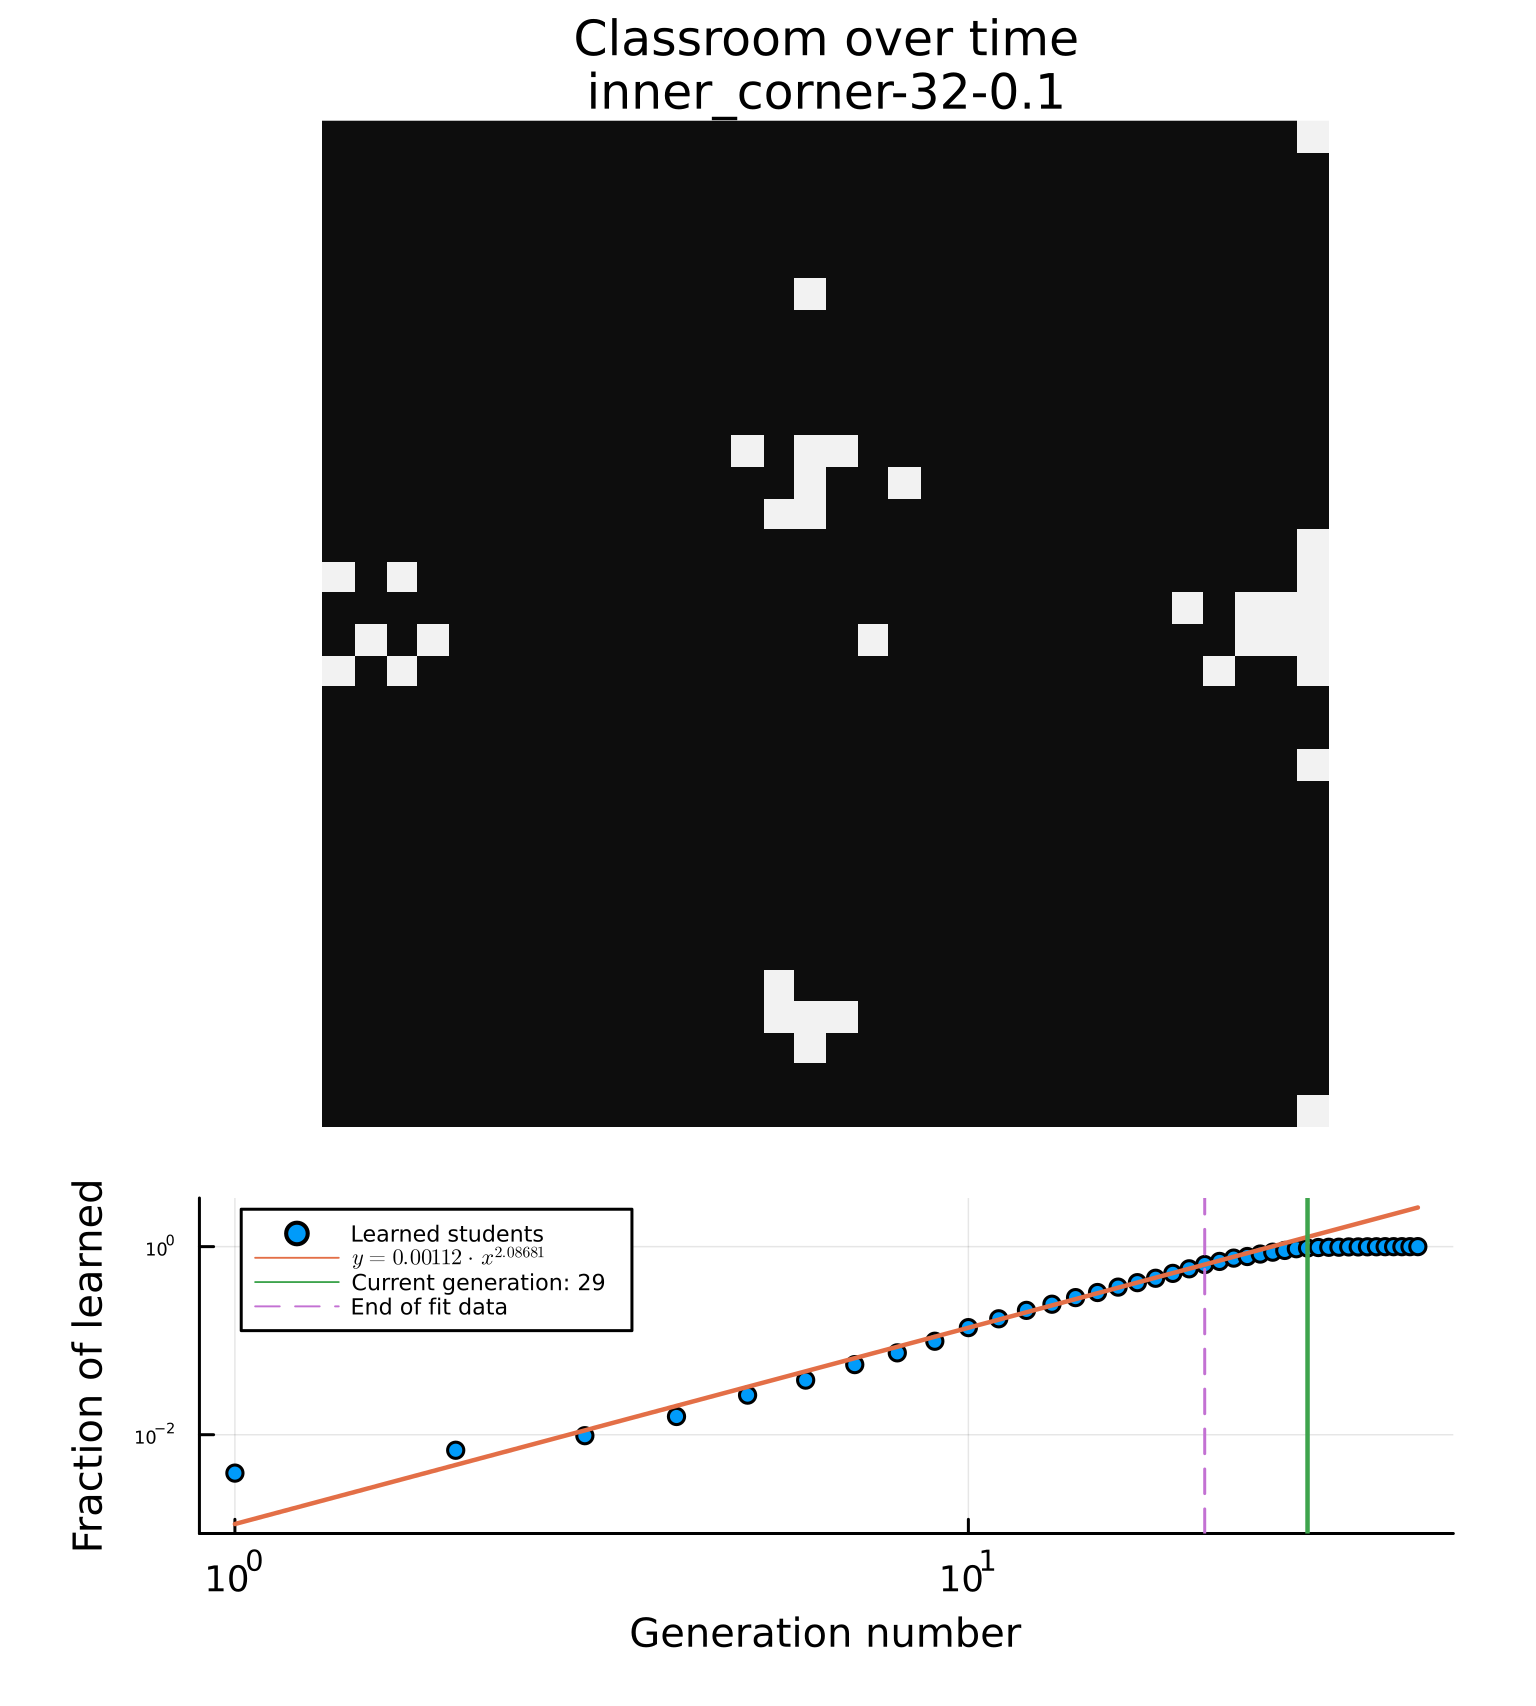 Classroom over time
inner_corner-32-0.1
Fraction of learned
10^0
10^-2
Learned students
y = 0.00112 · x^2.08681
Current generation: 29
End of fit data
10^0
10^1
Generation number